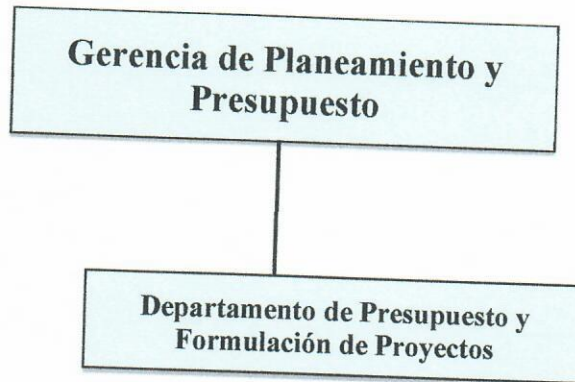 Gerencia de Planeamiento y
Presupuesto
Departamento de Presupuesto y
Formulación de Proyectos